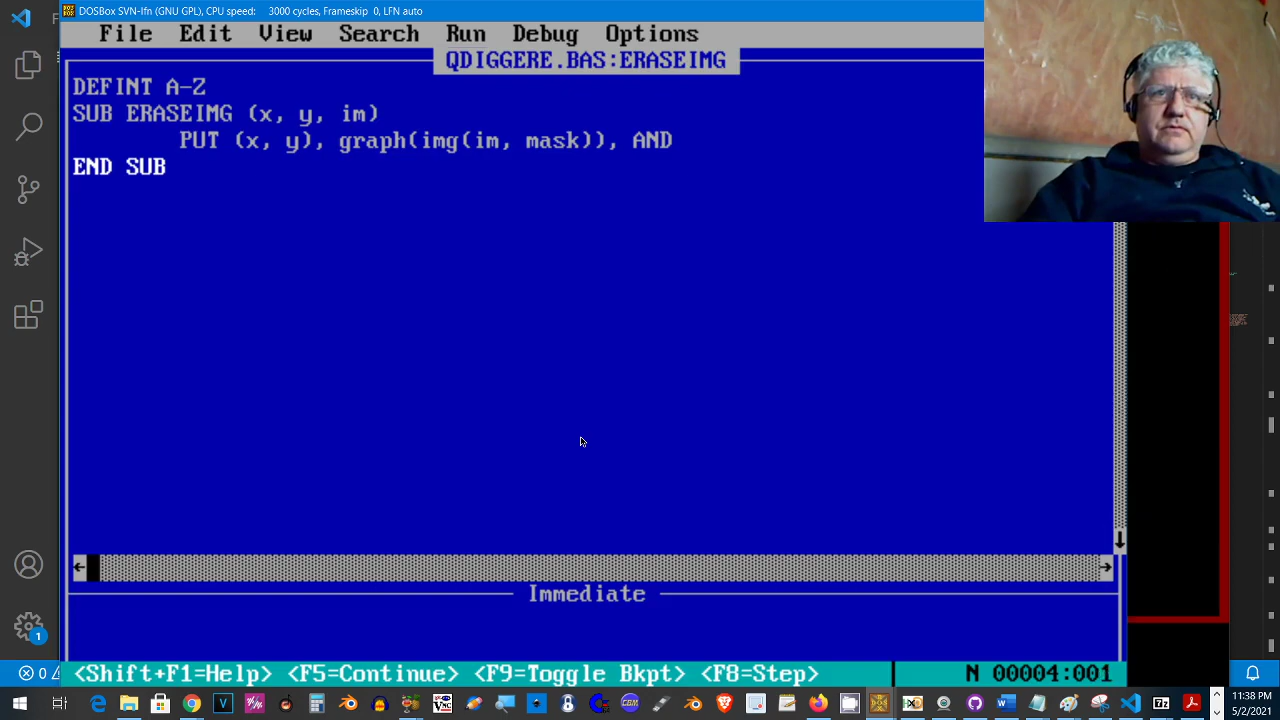 DOSBox SVN-lfn (GNU GPL), CPU speed: 3000 cycles, Frameskip 0, LFN auto
File Edit View Search Run Debug Options
QDIGGERE.BAS:ERASEIMG
DEFINT A-Z
SUB ERASEIMG (x, y, im)
PUT (x, y), graph(img(im, mask)), AND
END SUB
Immediate
<Shift+F1=Help> <F5=Continue> <F9=Toggle Bkpt> <F8=Step> N 00004:001
1
0
11:38 PM
5/2/2021